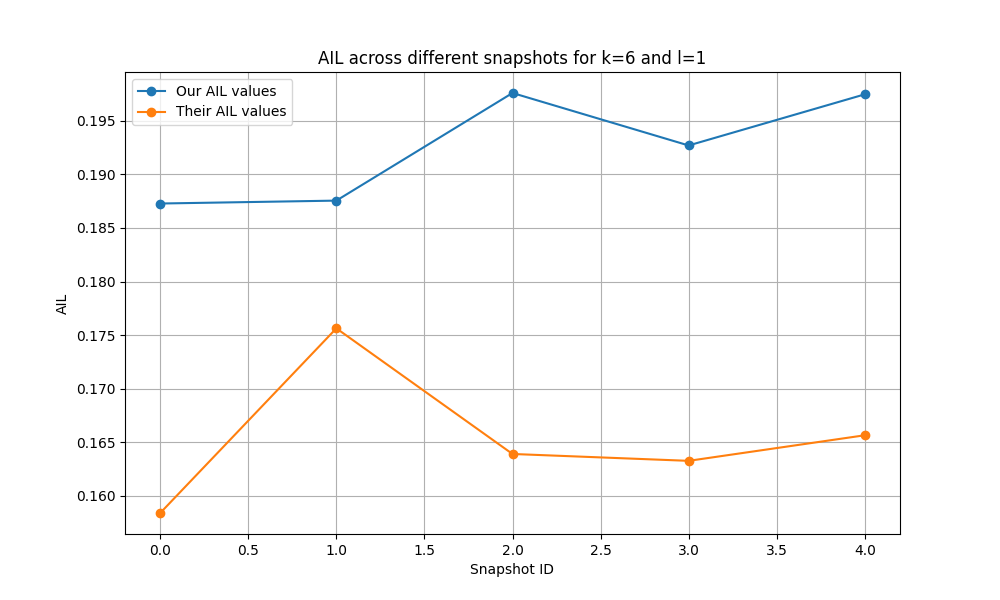 AIL across different snapshots for k=6 and l=1
Our AIL values
Their AIL values
0.195
0.190
0.185
0.180
0.175
0.170
0.165
0.160
AIL
0.0 0.5 1.0 1.5 2.0 2.5 3.0 3.5 4.0
Snapshot ID